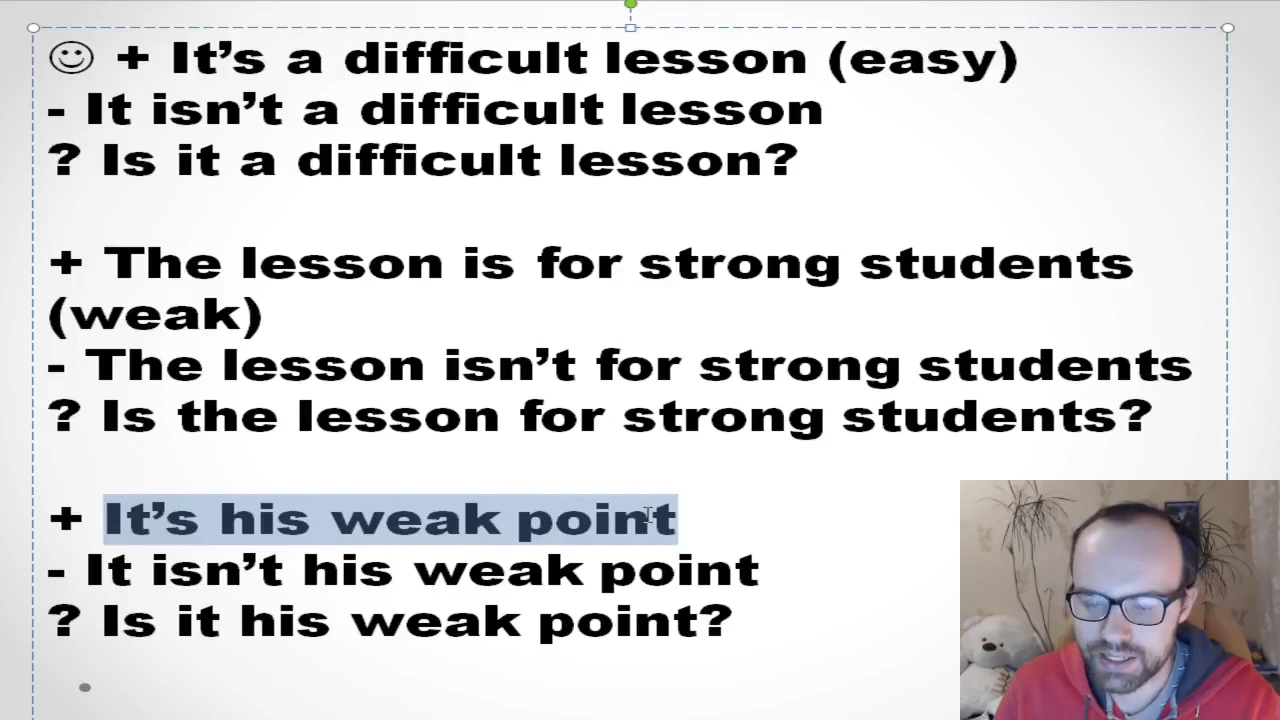 ☺ + It’s a difficult lesson (easy)
- It isn’t a difficult lesson
? Is it a difficult lesson?
+ The lesson is for strong students
(weak)
- The lesson isn’t for strong students
? Is the lesson for strong students?
+ It’s his weak point
- It isn’t his weak point
? Is it his weak point?